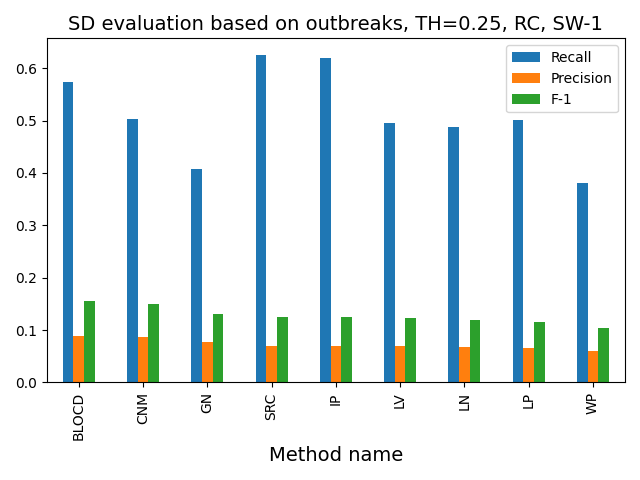 SD evaluation based on outbreaks, TH=0.25, RC, SW-1
Recall
Precision
F-1
0.6
0.5
0.4
0.3
0.2
0.1
0.0
BLOCD
CNM
GN
SRC
IP
LV
LN
LP
WP
Method name